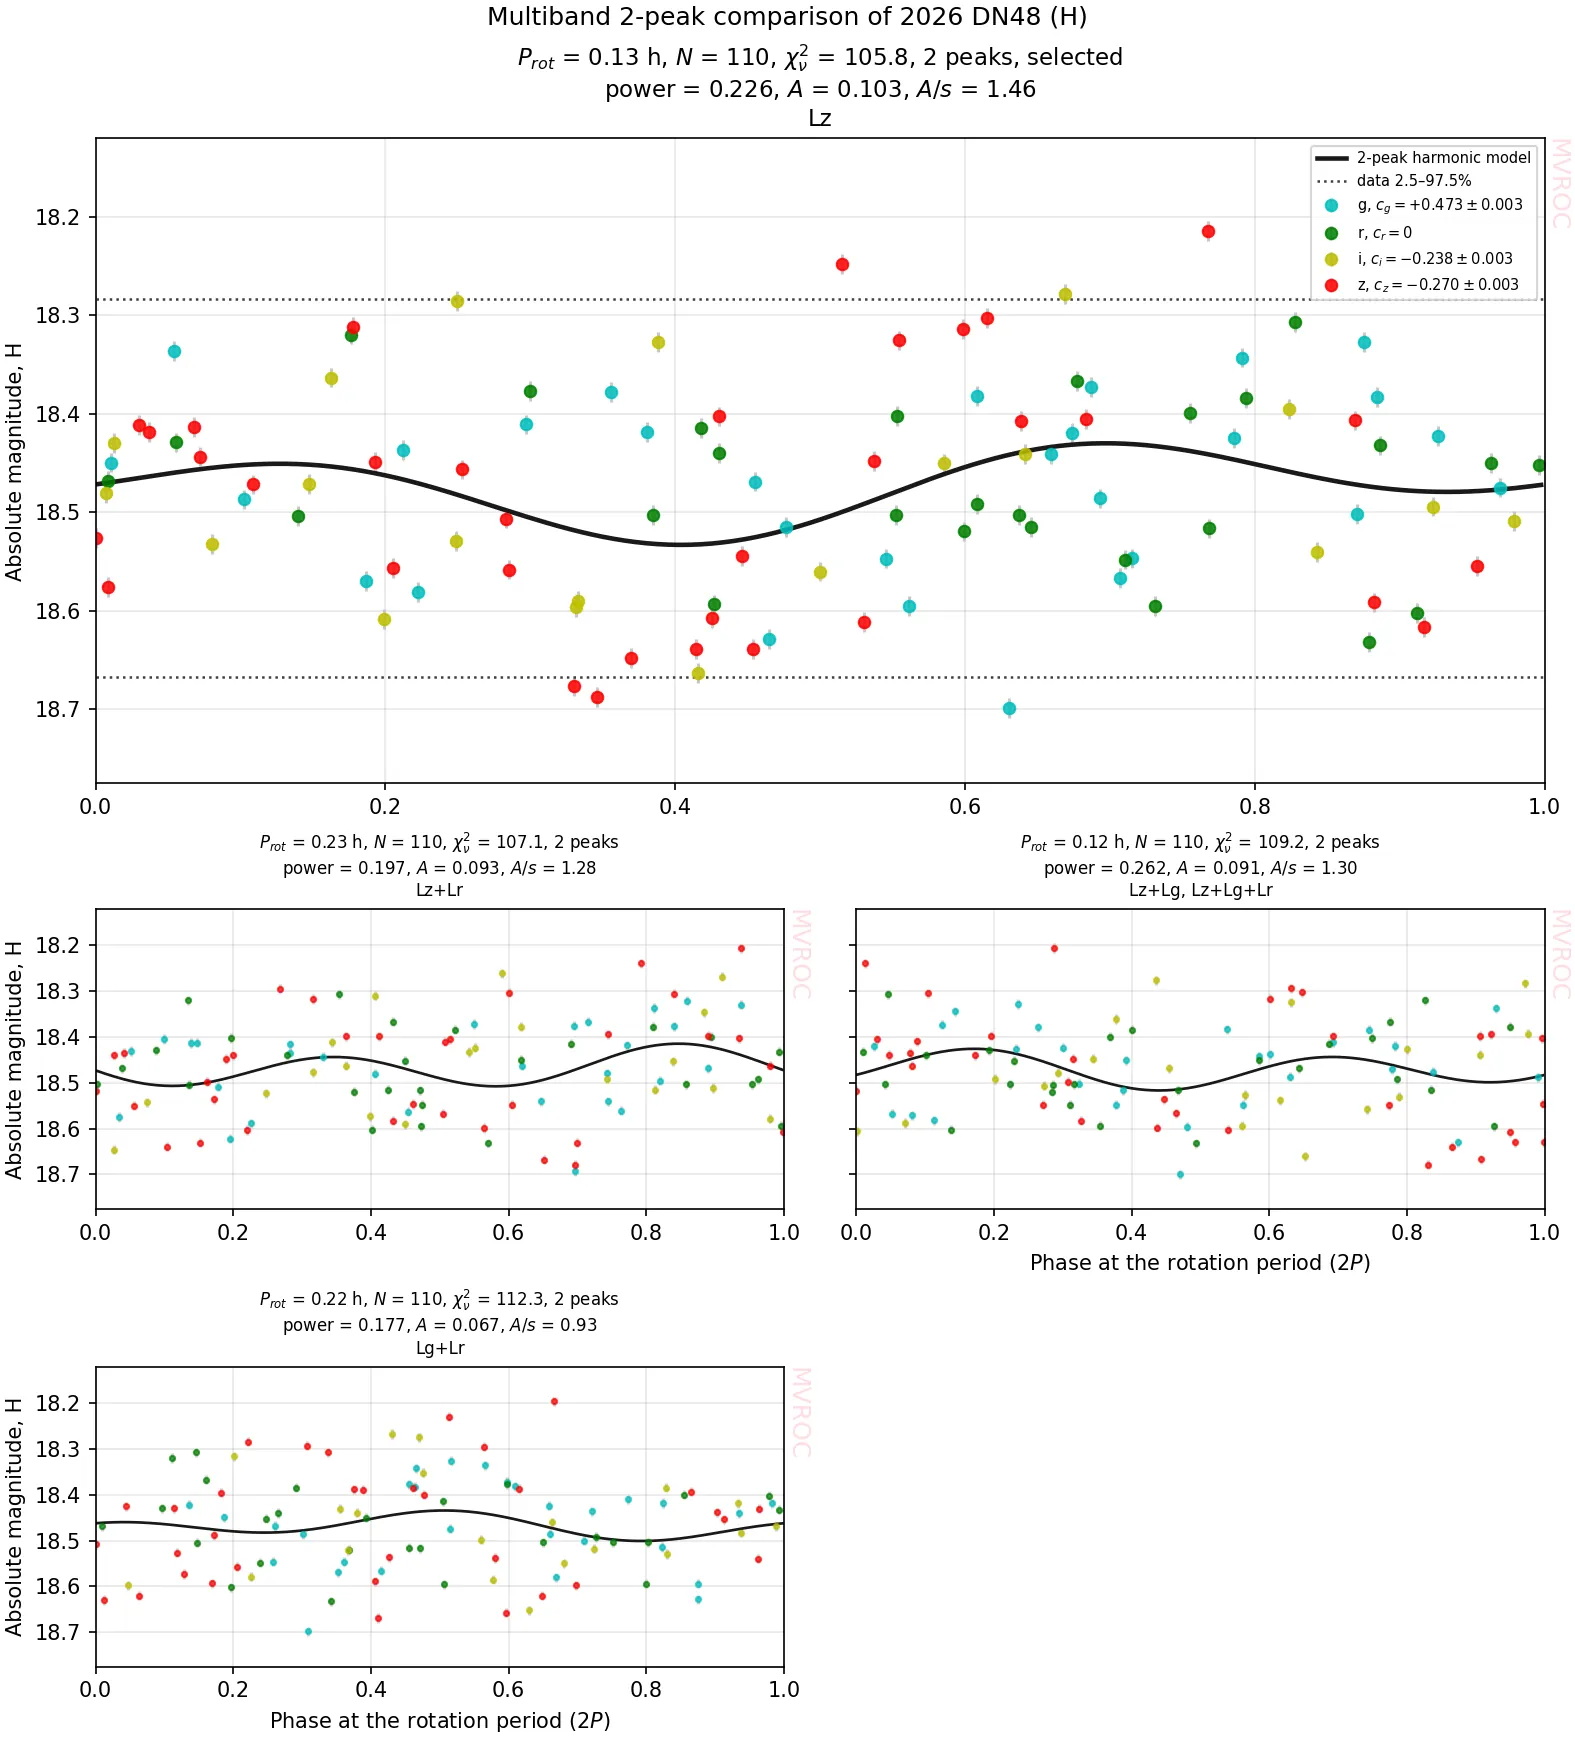 Multiband 2-peak comparison of 2026 DN48 (H)
P_rot = 0.13 h, N = 110, χ²_ν = 105.8, 2 peaks, selected
power = 0.226, A = 0.103, A/s = 1.46
Lz
MVROC
2-peak harmonic model
data 2.5–97.5%
g, c_g = +0.473 ± 0.003
r, c_r = 0
i, c_i = −0.238 ± 0.003
z, c_z = −0.270 ± 0.003
Absolute magnitude, H
18.2
18.3
18.4
18.5
18.6
18.7
0.0 0.2 0.4 0.6 0.8 1.0
P_rot = 0.23 h, N = 110, χ²_ν = 107.1, 2 peaks
power = 0.197, A = 0.093, A/s = 1.28
Lz+Lr
MVROC
Absolute magnitude, H
18.2
18.3
18.4
18.5
18.6
18.7
0.0 0.2 0.4 0.6 0.8 1.0
P_rot = 0.12 h, N = 110, χ²_ν = 109.2, 2 peaks
power = 0.262, A = 0.091, A/s = 1.30
Lz+Lg, Lz+Lg+Lr
MVROC
0.0 0.2 0.4 0.6 0.8 1.0
Phase at the rotation period (2P)
P_rot = 0.22 h, N = 110, χ²_ν = 112.3, 2 peaks
power = 0.177, A = 0.067, A/s = 0.93
Lg+Lr
MVROC
Absolute magnitude, H
18.2
18.3
18.4
18.5
18.6
18.7
0.0 0.2 0.4 0.6 0.8 1.0
Phase at the rotation period (2P)